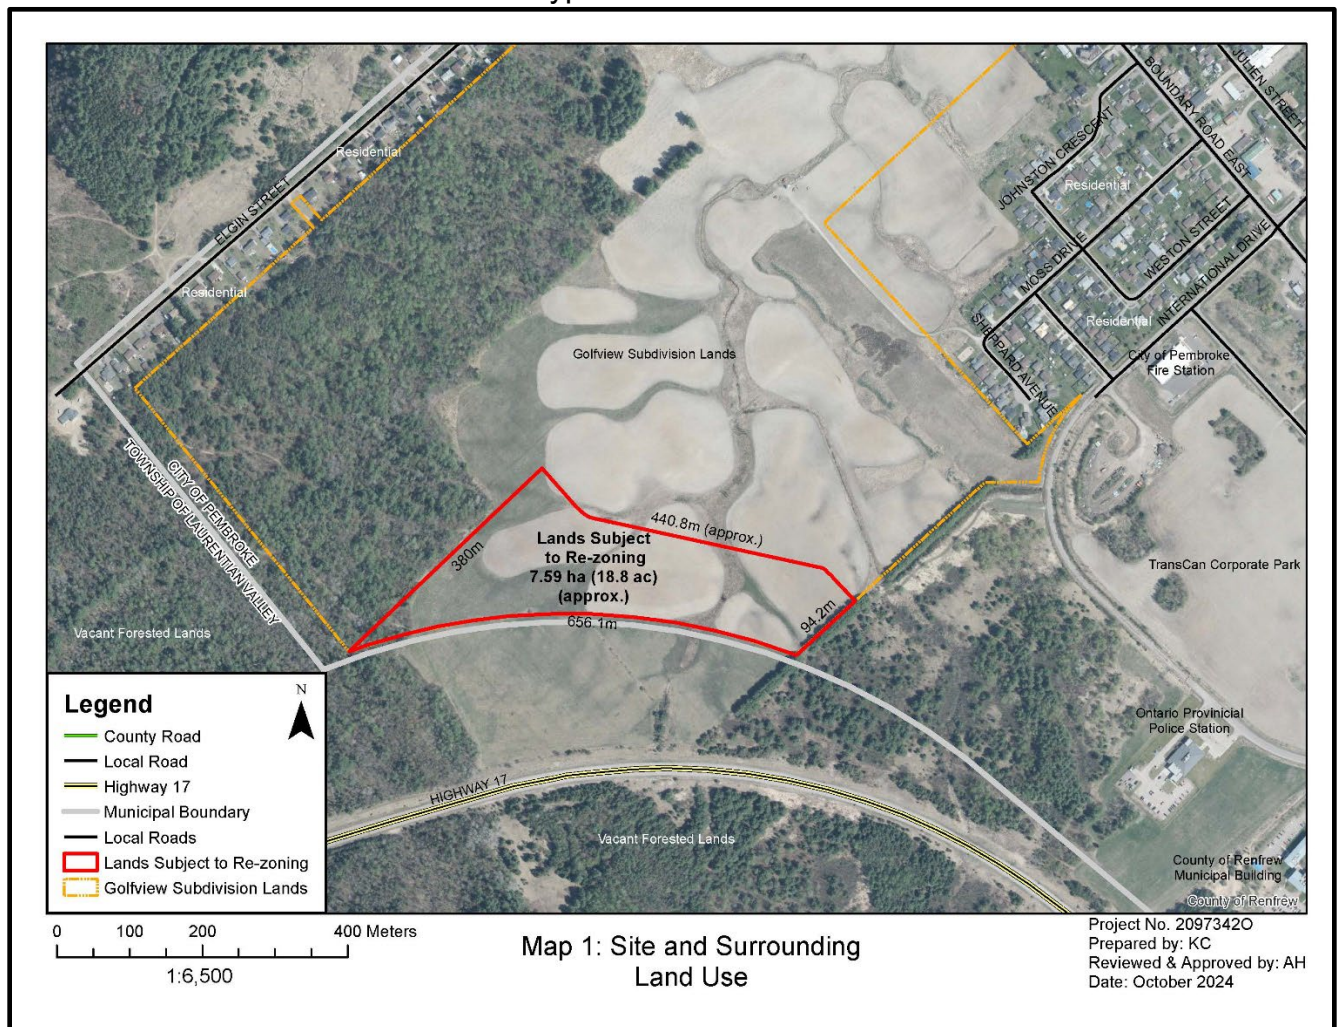 JULIEN STREET
BOUNDARY ROAD EAST
JOHNSTON CRESCENT
Residential
Residential
ELGIN STREET
WESTON STREET
MOSS DRIVE
INTERNATIONAL DRIVE
Residential
Residential
SHEPPARD AVENUE
City of Pembroke
Fire Station
Golfview Subdivision Lands
CITY OF PEMBROKE
TOWNSHIP OF LAURENTIAN VALLEY
380m
440.8m (approx.)
Lands Subject
to Re-zoning
7.59 ha (18.8 ac)
(approx.)
656.1m
94.2m
TransCan Corporate Park
Vacant Forested Lands
Ontario Provinicial
Police Station
HIGHWAY 17
Vacant Forested Lands
County of Renfrew
Municipal Building
County of Renfrew
Legend
N
County Road
Local Road
Highway 17
Municipal Boundary
Local Roads
Lands Subject to Re-zoning
Golfview Subdivision Lands
0 100 200 400 Meters
1:6,500
Map 1: Site and Surrounding
Land Use
Project No. 2097342O
Prepared by: KC
Reviewed & Approved by: AH
Date: October 2024